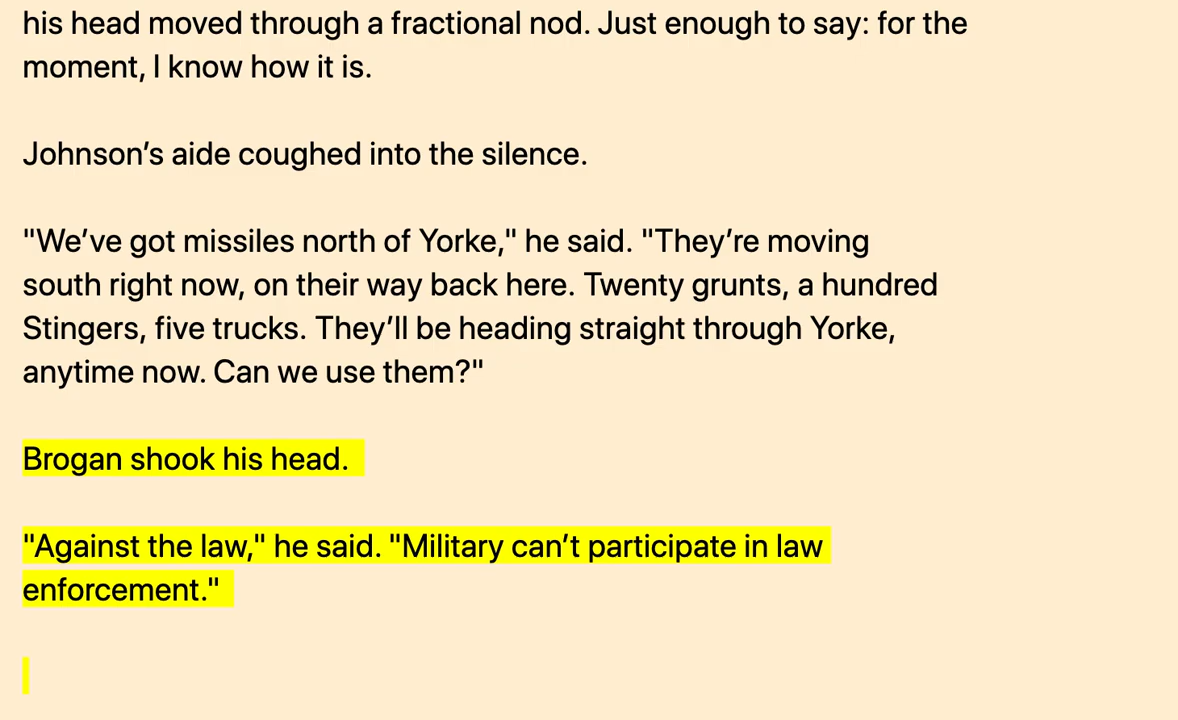 his head moved through a fractional nod. Just enough to say: for the
moment, I know how it is.
Johnson’s aide coughed into the silence.
"We’ve got missiles north of Yorke," he said. "They’re moving
south right now, on their way back here. Twenty grunts, a hundred
Stingers, five trucks. They’ll be heading straight through Yorke,
anytime now. Can we use them?"
Brogan shook his head.
"Against the law," he said. "Military can’t participate in law
enforcement."